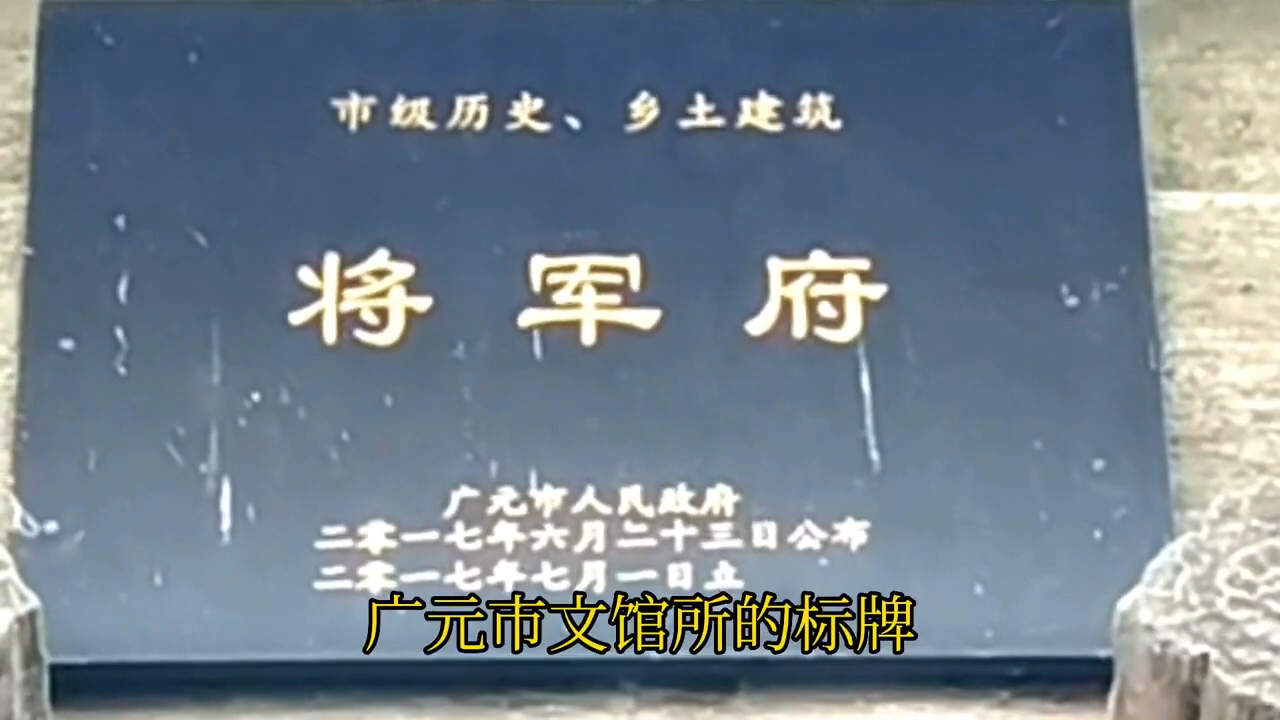 市级历史、乡土建筑
将军府
广元市人民政府
二零一七年六月二十三日公布
二零一七年七月一日立
广元市文馆所的标牌